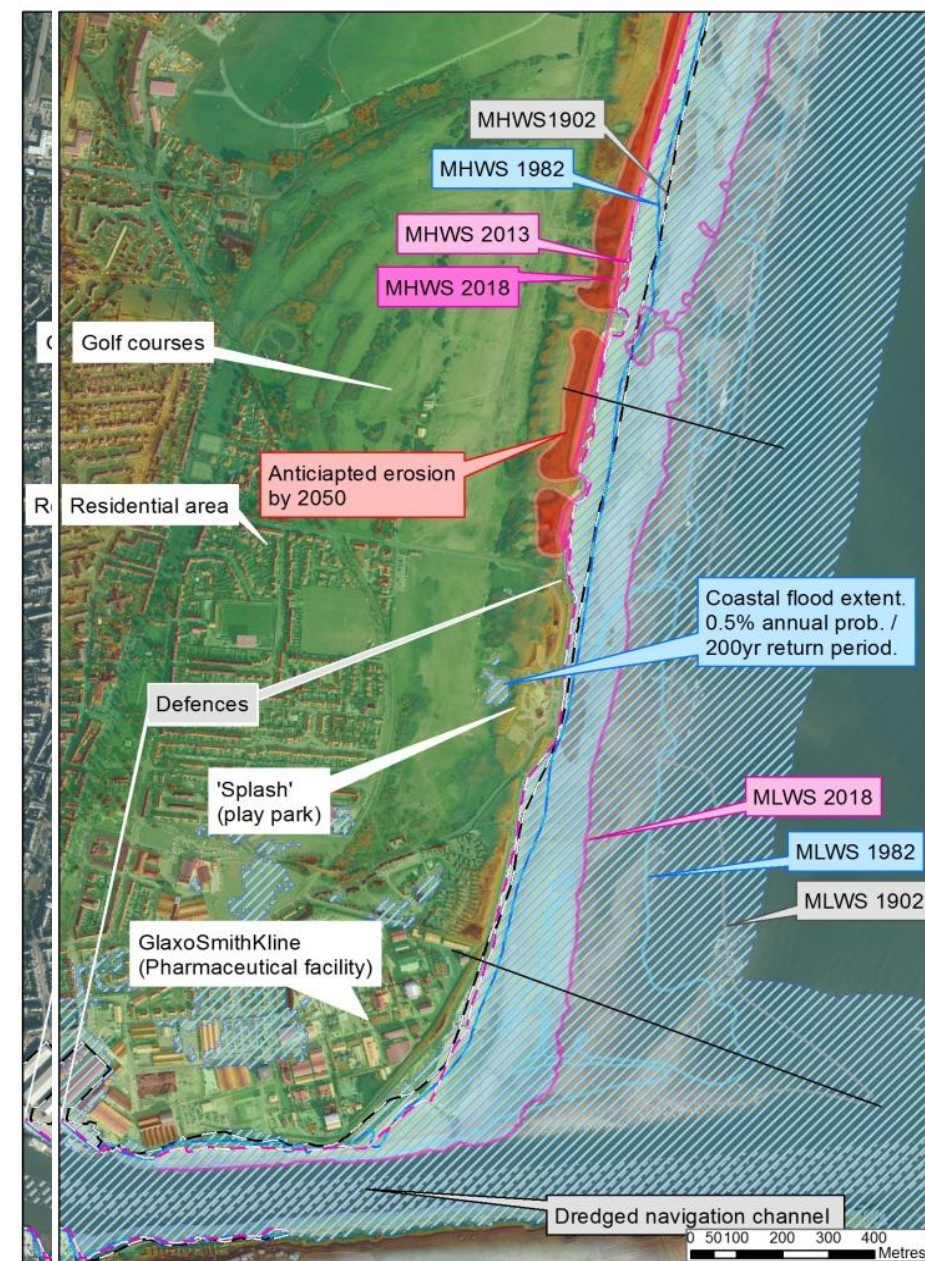 MHWS1902
MHWS 1982
MHWS 2013
MHWS 2018
Golf courses
Anticiapted erosion
by 2050
R
Residential area
Coastal flood extent.
0.5% annual prob. /
200yr return period.
Defences
'Splash'
(play park)
MLWS 2018
MLWS 1982
MLWS 1902
GlaxoSmithKline
(Pharmaceutical facility)
Dredged navigation channel
0 50 100 200 300 400
Metres